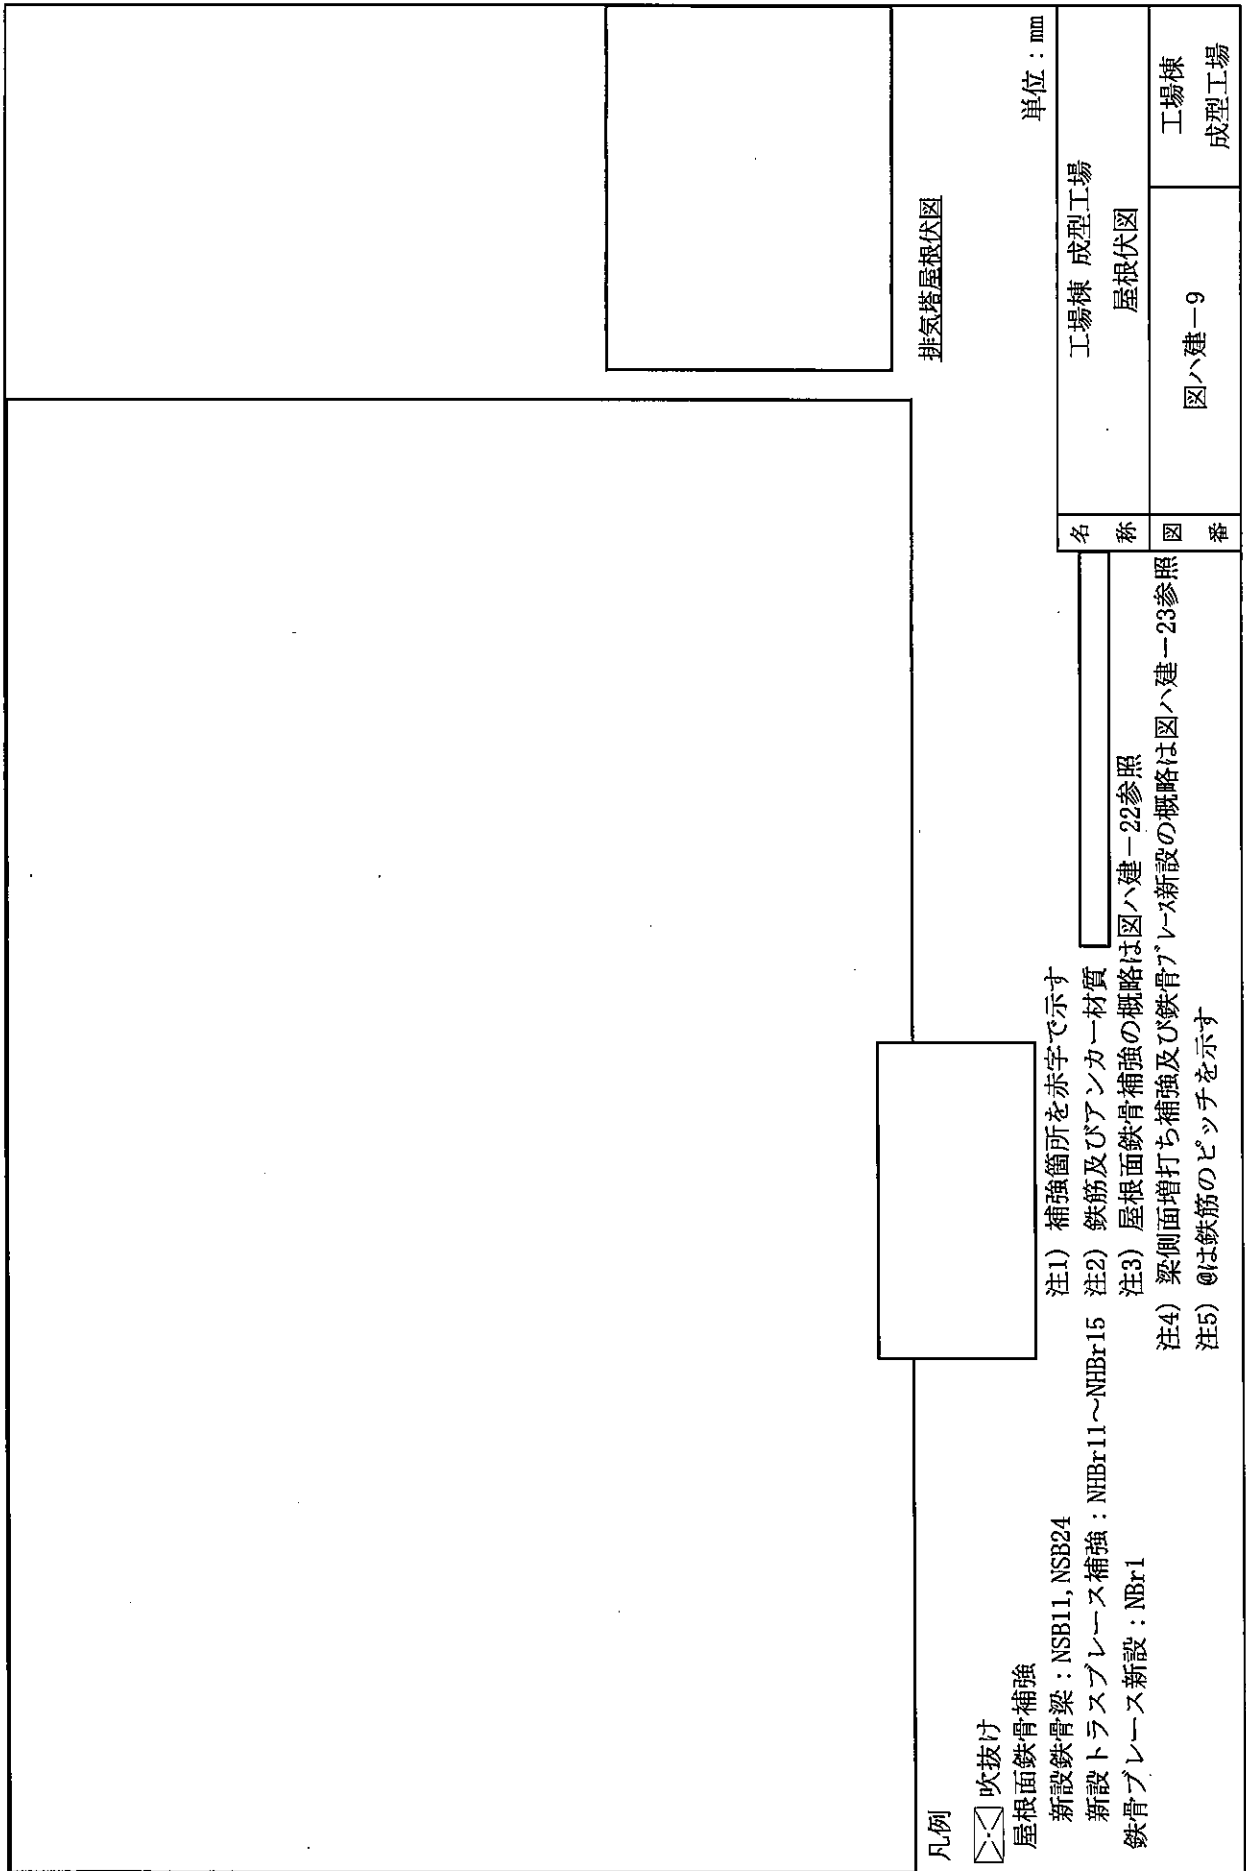 排気塔屋根伏図
単位：mm
凡例
吹抜け
屋根面鉄骨補強
新設鉄骨梁：NSB11,NSB24
新設トラスブレース補強：NHBr11～NHBr15
鉄骨ブレース新設：NBr1
注1) 補強箇所を赤字で示す
注2) 鉄筋及びアンカー材質
注3) 屋根面鉄骨補強の概略は図ハ建－22参照
注4) 梁側面増打ち補強及び鉄骨ブレース新設の概略は図ハ建－23参照
注5) @は鉄筋のピッチを示す
名称
工場棟 成型工場
屋根伏図
図番
図ハ建－9
工場棟
成型工場